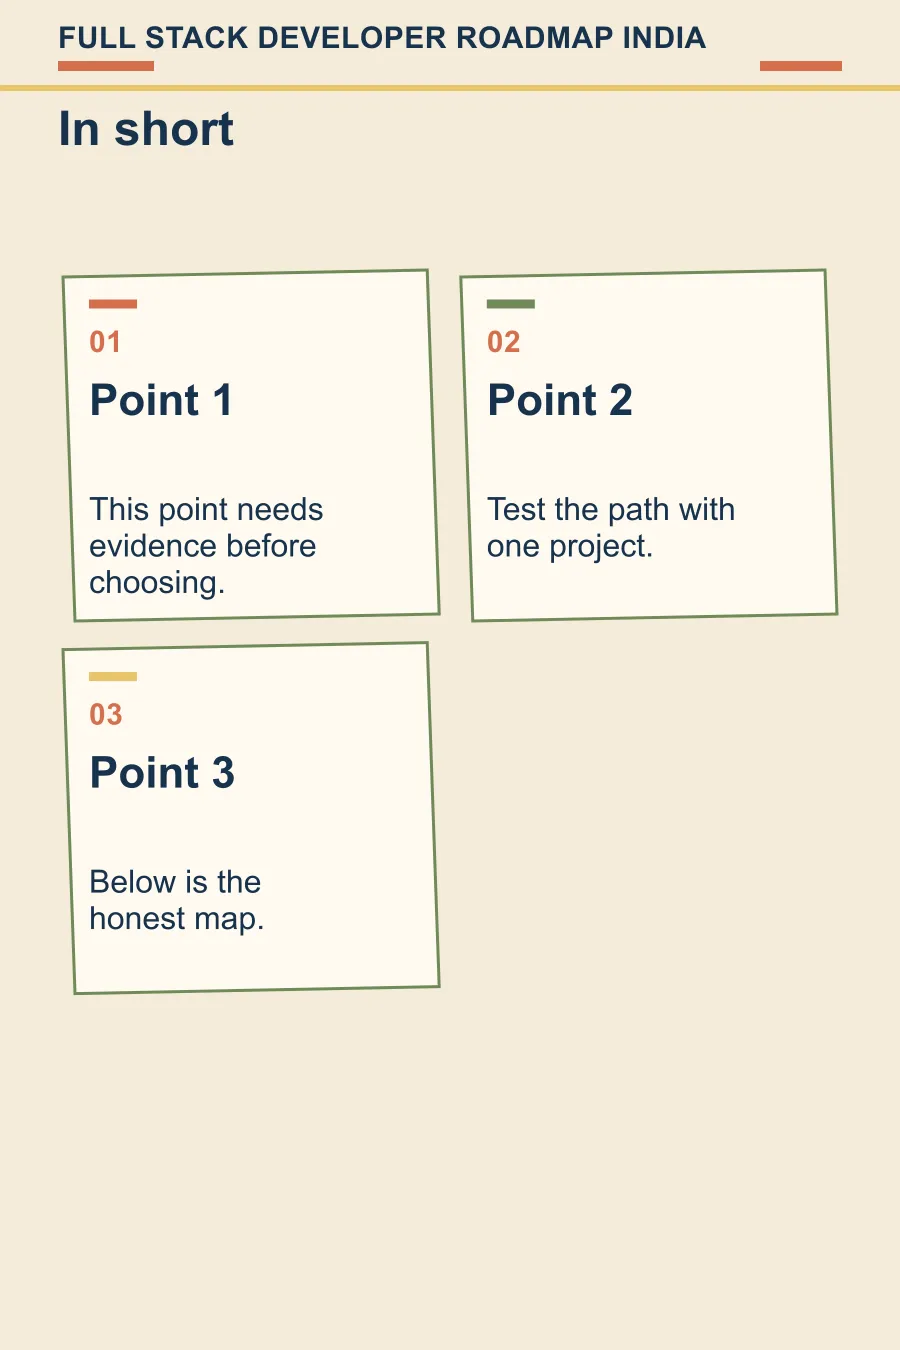 FULL STACK DEVELOPER ROADMAP INDIA
In short
01
Point 1
This point needs
evidence before
choosing.
02
Point 2
Test the path with
one project.
03
Point 3
Below is the
honest map.